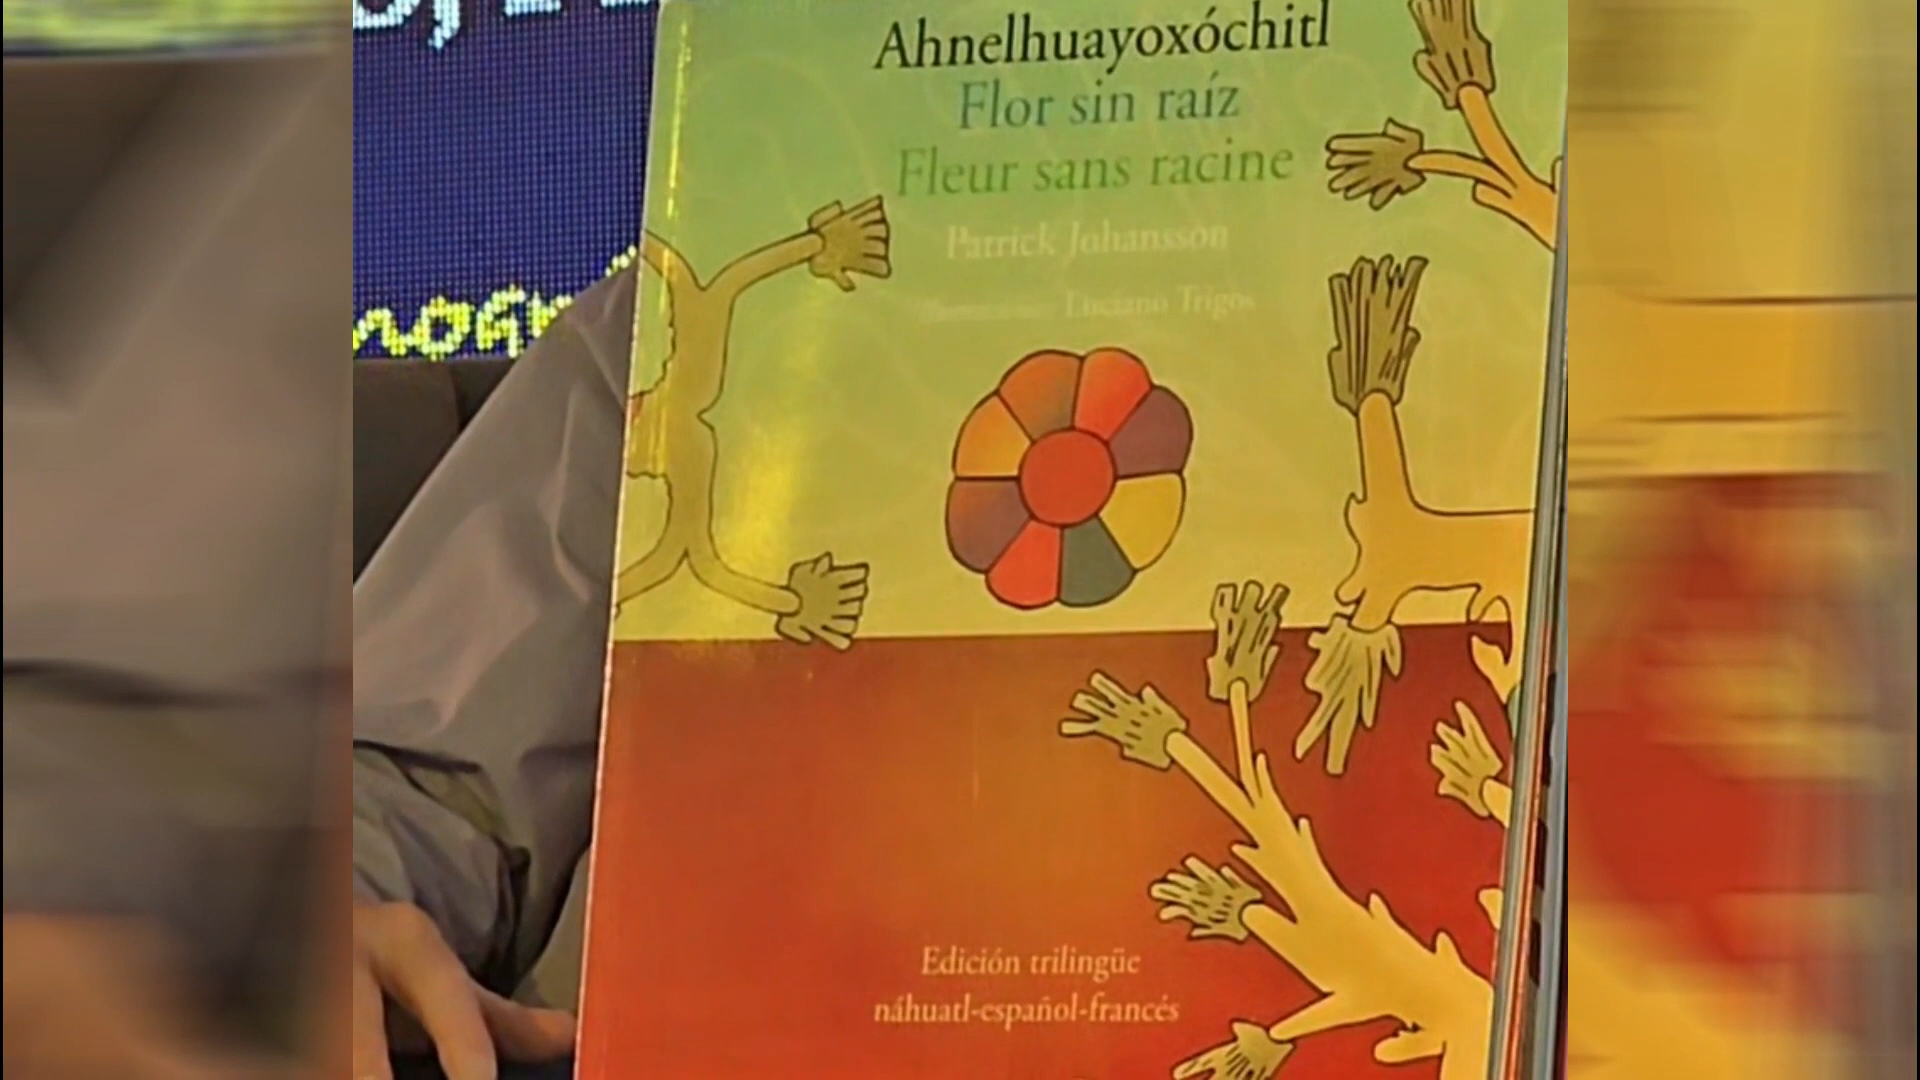 Ahnelhuayoxóchitl
Flor sin raíz
Fleur sans racine
Patrick Johansson
Luciano Trigos
Edición trilingüe
náhuatl-español-francés